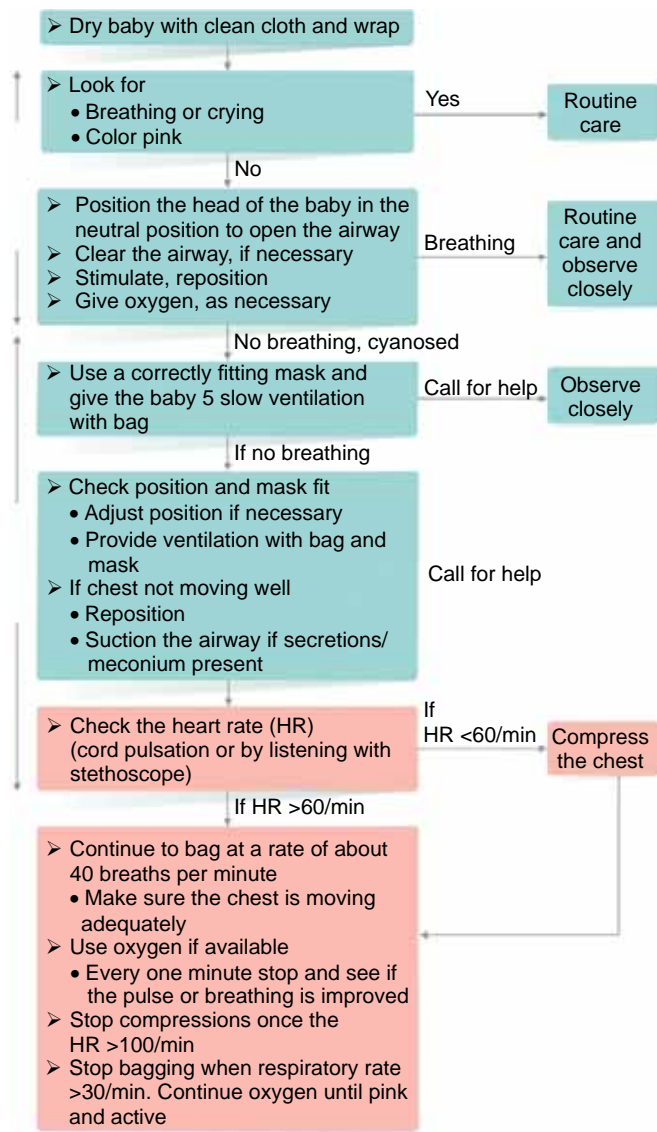 ➢ Dry baby with clean cloth and wrap
➢ Look for
• Breathing or crying
• Color pink
Yes
Routine
care
No
➢ Position the head of the baby in the
neutral position to open the airway
➢ Clear the airway, if necessary
➢ Stimulate, reposition
➢ Give oxygen, as necessary
Breathing
Routine
care and
observe
closely
No breathing, cyanosed
➢ Use a correctly fitting mask and
give the baby 5 slow ventilation
with bag
Call for help
Observe
closely
If no breathing
➢ Check position and mask fit
• Adjust position if necessary
• Provide ventilation with bag and
mask
➢ If chest not moving well
• Reposition
• Suction the airway if secretions/
meconium present
Call for help
➢ Check the heart rate (HR)
(cord pulsation or by listening with
stethoscope)
If
HR <60/min
Compress
the chest
If HR >60/min
➢ Continue to bag at a rate of about
40 breaths per minute
• Make sure the chest is moving
adequately
➢ Use oxygen if available
• Every one minute stop and see if
the pulse or breathing is improved
➢ Stop compressions once the
HR >100/min
➢ Stop bagging when respiratory rate
>30/min. Continue oxygen until pink
and active